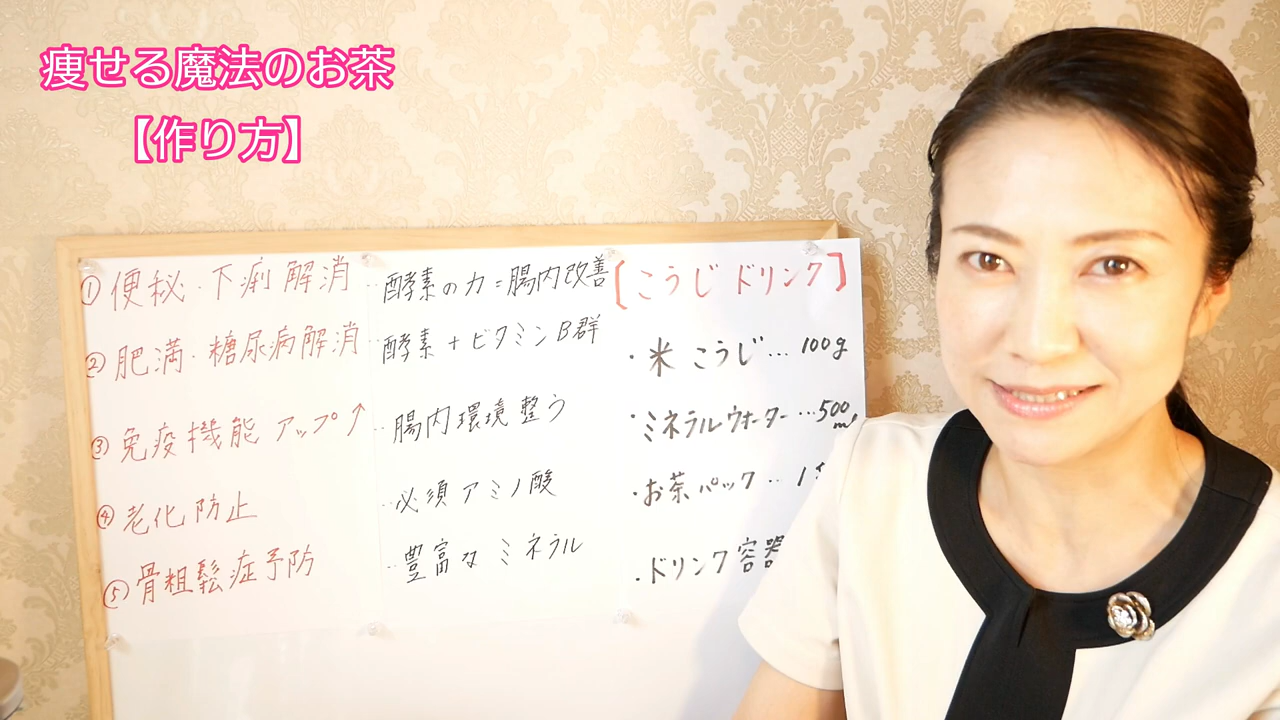 痩せる魔法のお茶
【作り方】
①便秘・下痢解消‥酵素の力=腸内改善
②肥満・糖尿病解消‥酵素+ビタミンB群
③免疫機能アップ↑‥腸内環境整う
④老化防止‥必須アミノ酸
⑤骨粗鬆症予防‥豊富なミネラル
[こうじドリンク]
・米こうじ…100g
・ミネラルウォーター…500ml
・お茶パック‥1
・ドリンク容器